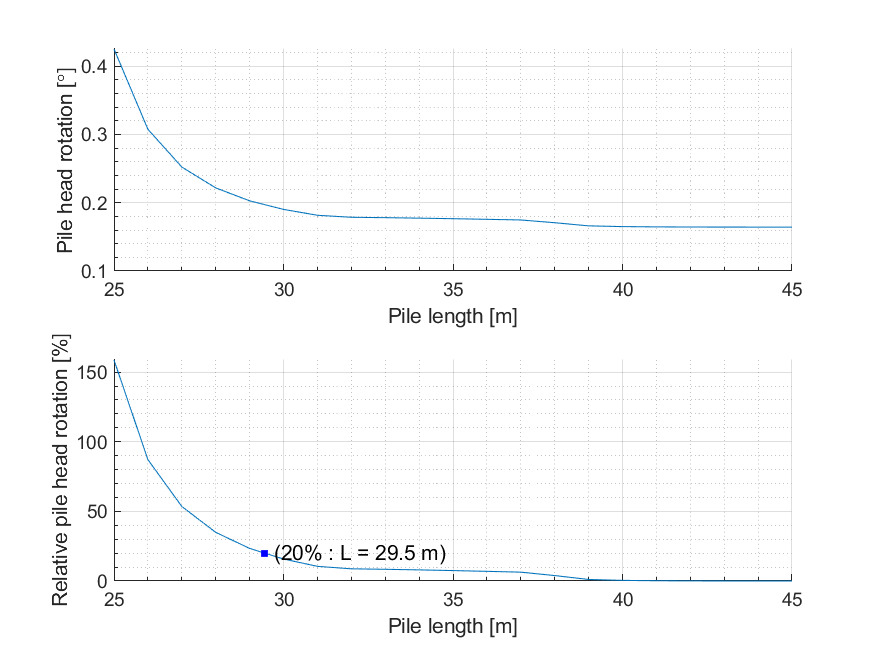 Pile head rotation [°]
0.4
0.3
0.2
0.1
25 30 35 40 45
Pile length [m]
Relative pile head rotation [%]
150
100
50
0
(20% : L = 29.5 m)
25 30 35 40 45
Pile length [m]